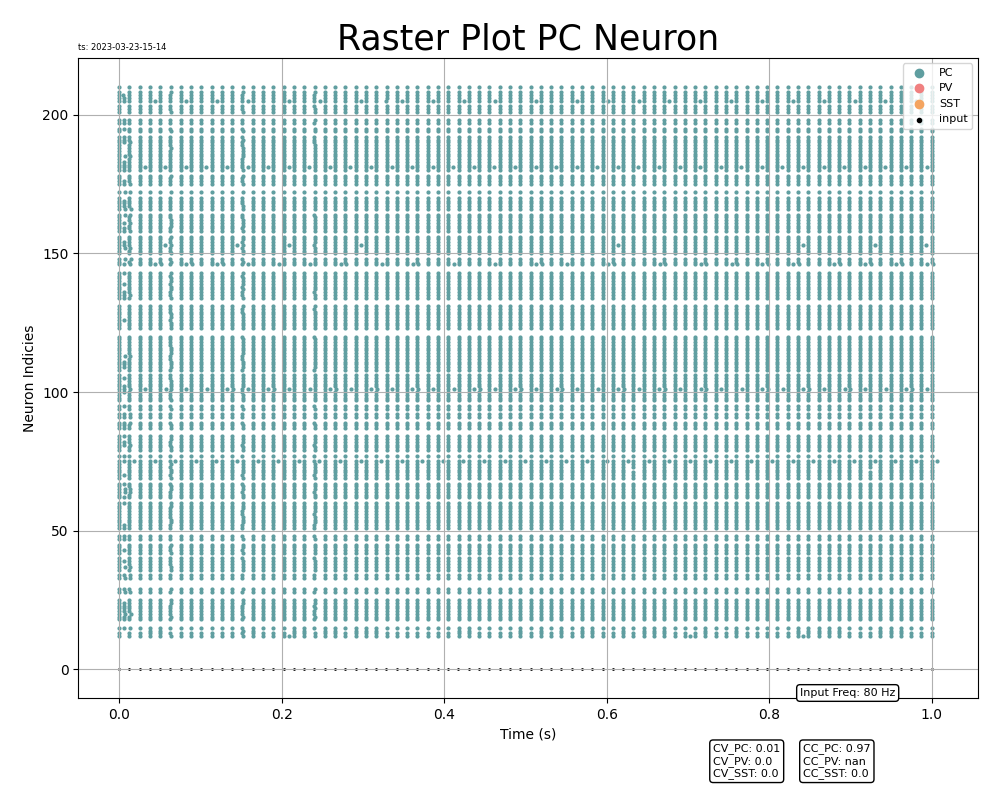 Raster Plot PC Neuron
ts: 2023-03-23-15-14
PC
PV
SST
input
200
150
100
50
0
Neuron Indicies
0.0 0.2 0.4 0.6 0.8 1.0
Time (s)
Input Freq: 80 Hz
CV_PC: 0.01
CV_PV: 0.0
CV_SST: 0.0
CC_PC: 0.97
CC_PV: nan
CC_SST: 0.0